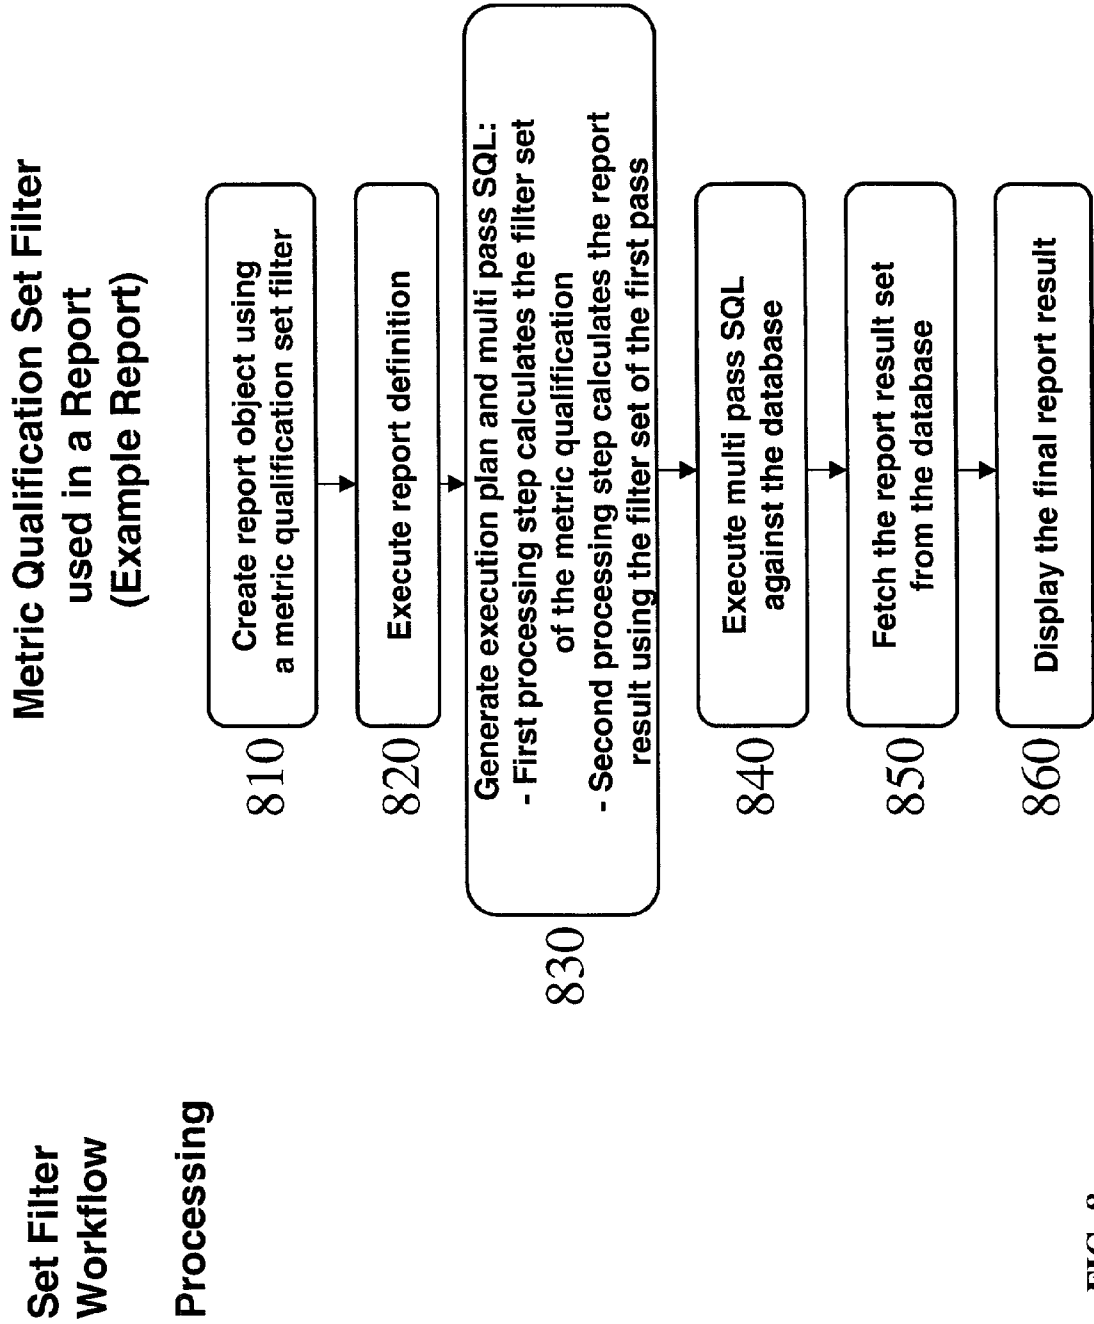 Set Filter
Workflow
Metric Qualification Set Filter
used in a Report
(Example Report)
Processing
810
Create report object using
a metric qualification set filter
820
Execute report definition
830
Generate execution plan and multi pass SQL:
- First processing step calculates the filter set
of the metric qualification
- Second processing step calculates the report
result using the filter set of the first pass
840
Execute multi pass SQL
against the database
850
Fetch the report result set
from the database
860
Display the final report result
FIG. 8